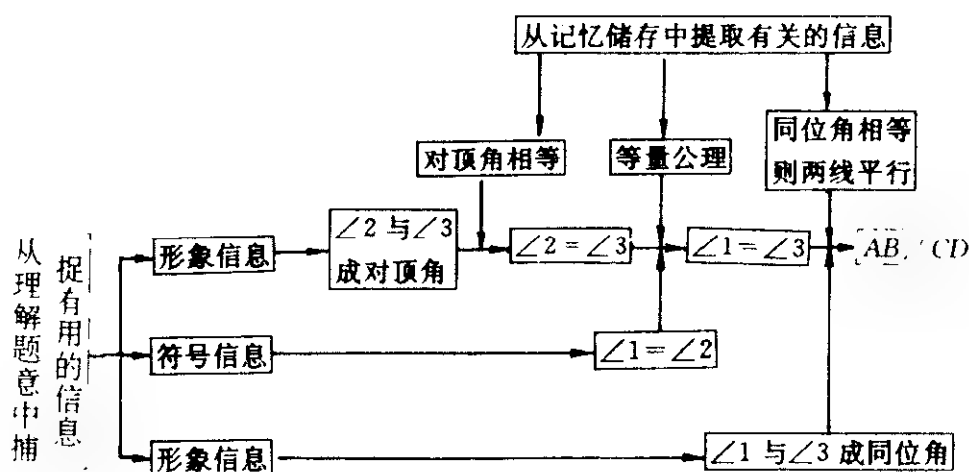 从记忆储存中提取有关的信息
对顶角相等
等量公理
同位角相等
则两线平行
从理解题意中捕
捉有用的信息
形象信息
∠2与∠3
成对顶角
∠2=∠3
∠1=∠3
AB//CD
符号信息
∠1=∠2
形象信息
∠1与∠3成同位角